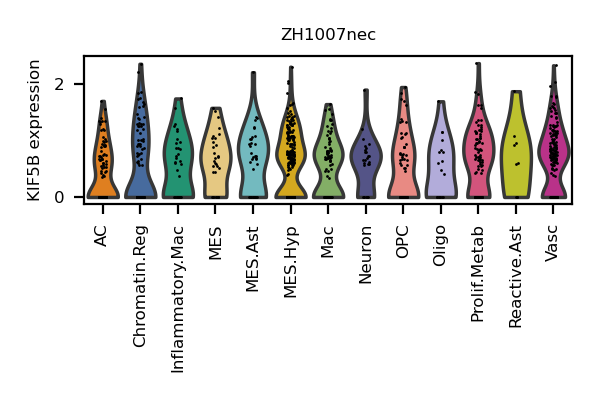 ZH1007nec
KIF5B expression
2
0
AC
Chromatin.Reg
Inflammatory.Mac
MES
MES.Ast
MES.Hyp
Mac
Neuron
OPC
Oligo
Prolif.Metab
Reactive.Ast
Vasc